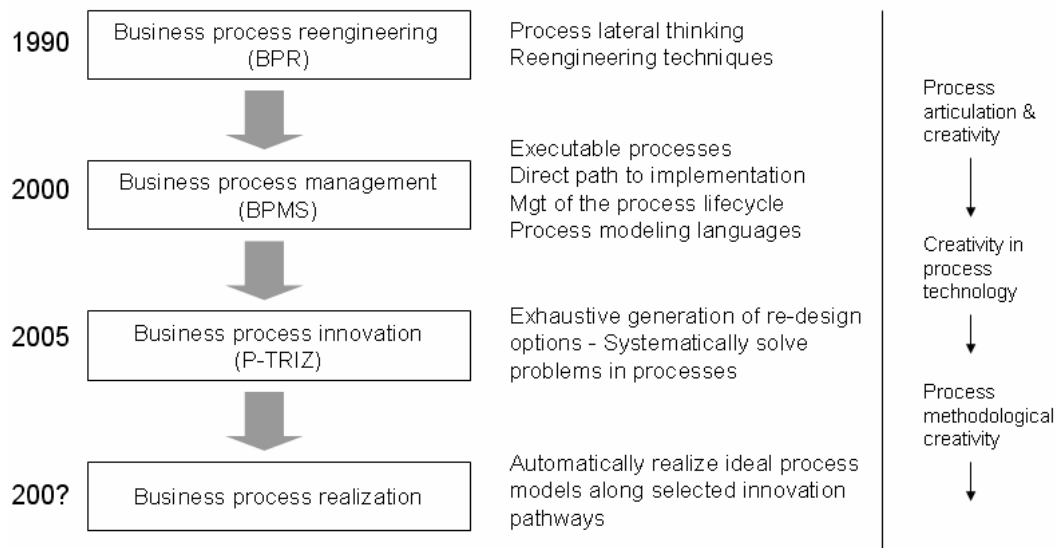 1990
Business process reengineering
(BPR)
Process lateral thinking
Reengineering techniques
2000
Business process management
(BPMS)
Executable processes
Direct path to implementation
Mgt of the process lifecycle
Process modeling languages
2005
Business process innovation
(P-TRIZ)
Exhaustive generation of re-design
options - Systematically solve
problems in processes
200?
Business process realization
Automatically realize ideal process
models along selected innovation
pathways
Process
articulation &
creativity
Creativity in
process
technology
Process
methodological
creativity